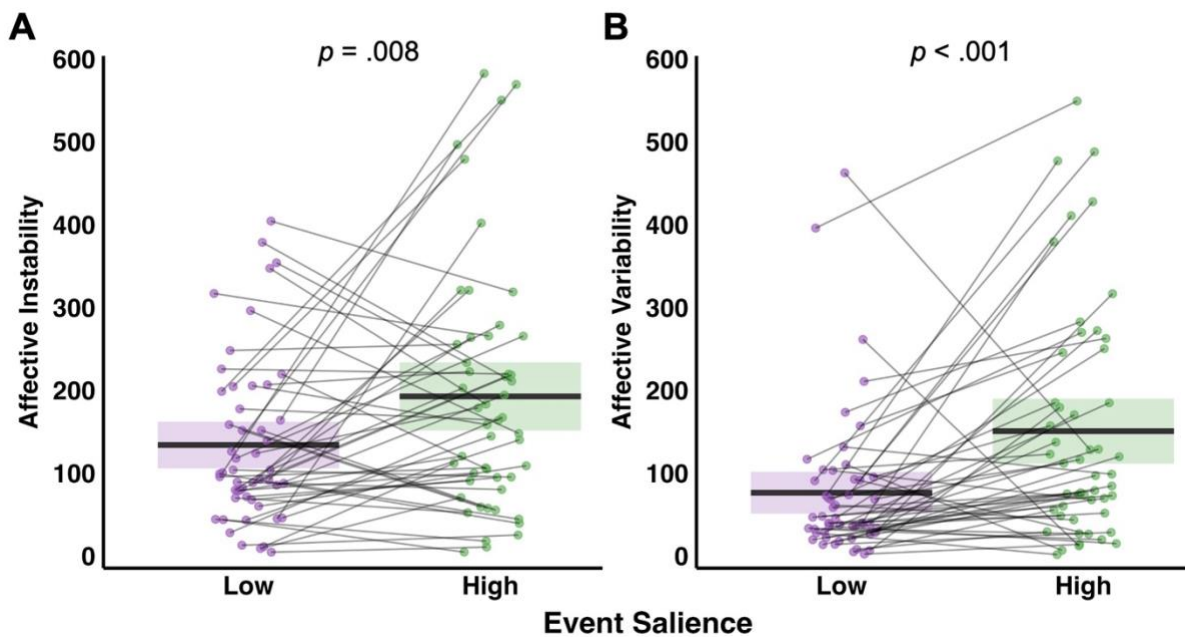 A
p = .008
Affective Instability
600
500
400
300
200
100
0
Low
High
B
p < .001
Affective Variability
600
500
400
300
200
100
0
Low
High
Event Salience